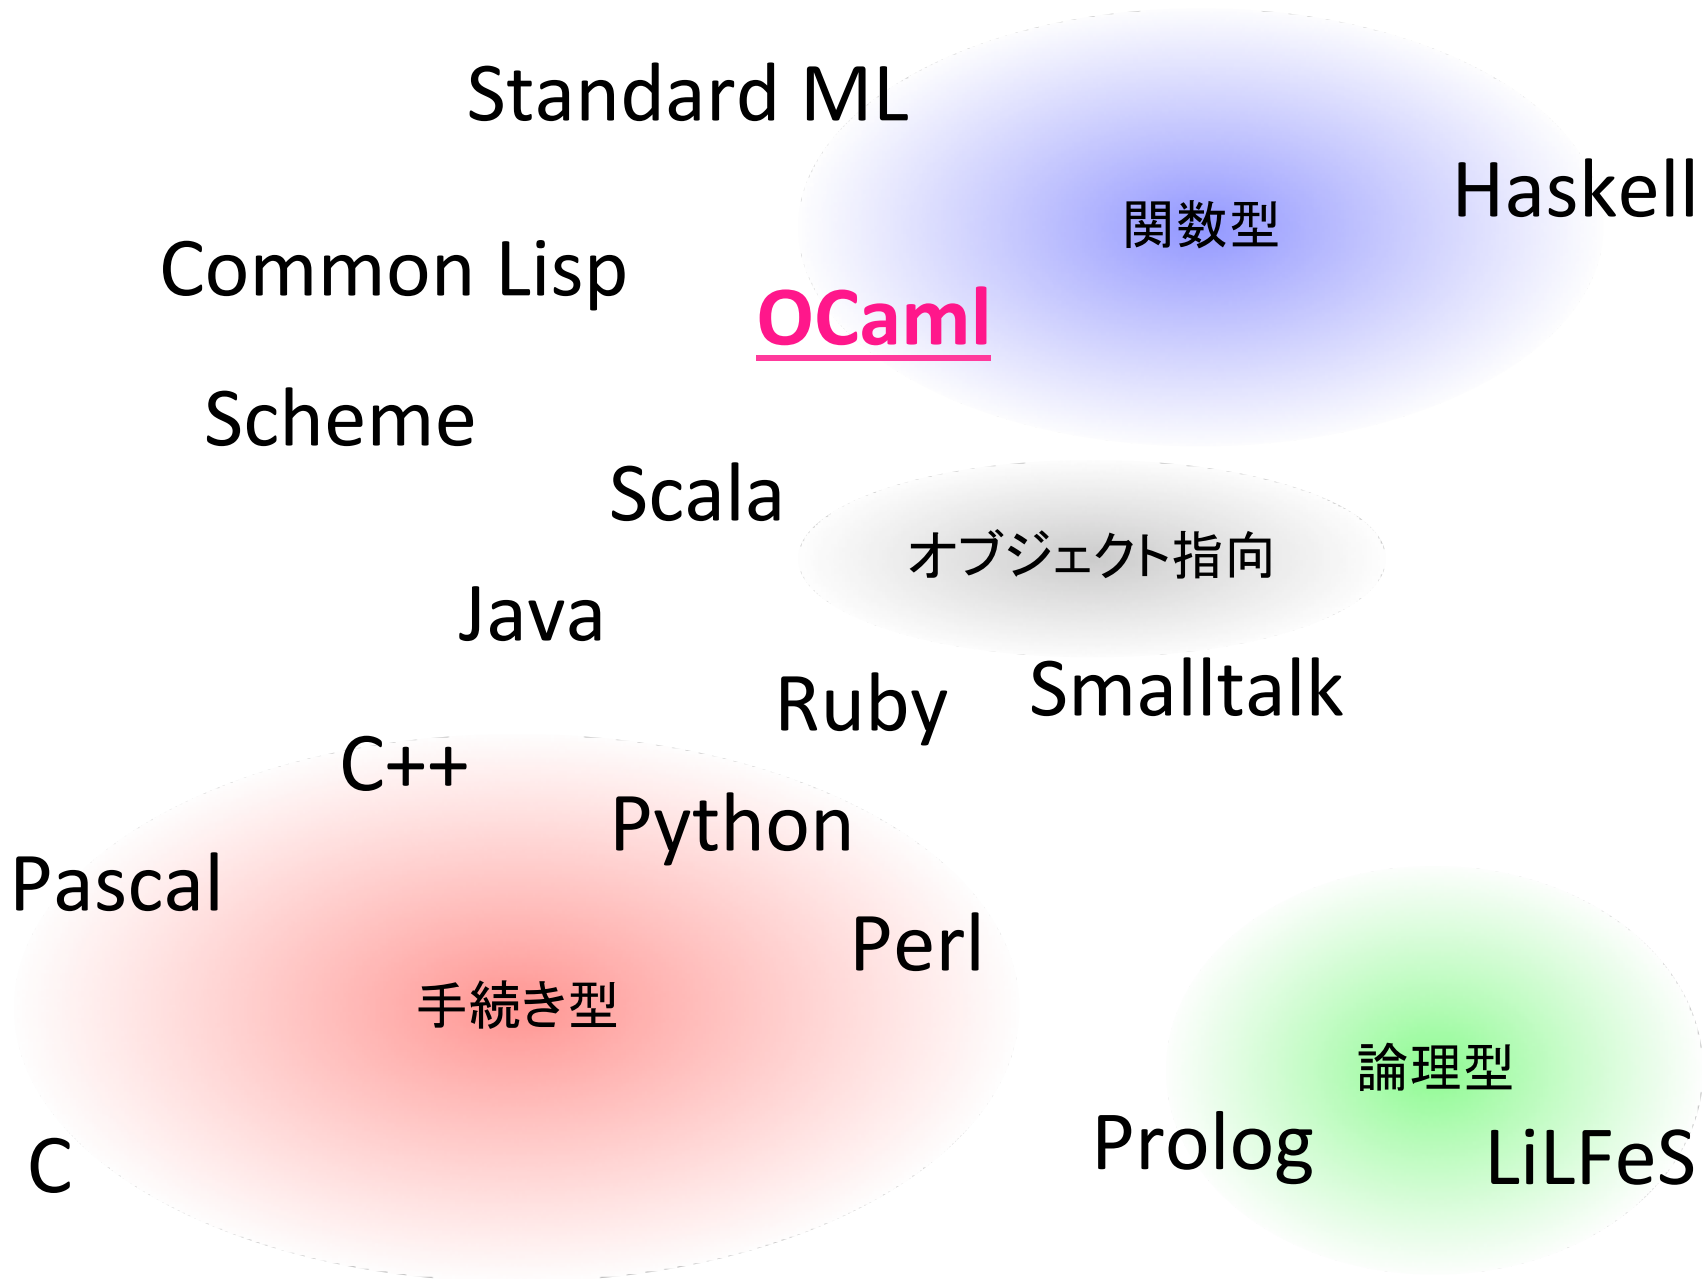 Standard ML
Haskell
関数型
Common Lisp
OCaml
Scheme
Scala
オブジェクト指向
Java
Smalltalk
Ruby
C++
Python
Pascal
Perl
手続き型
論理型
Prolog
LiLFeS
C